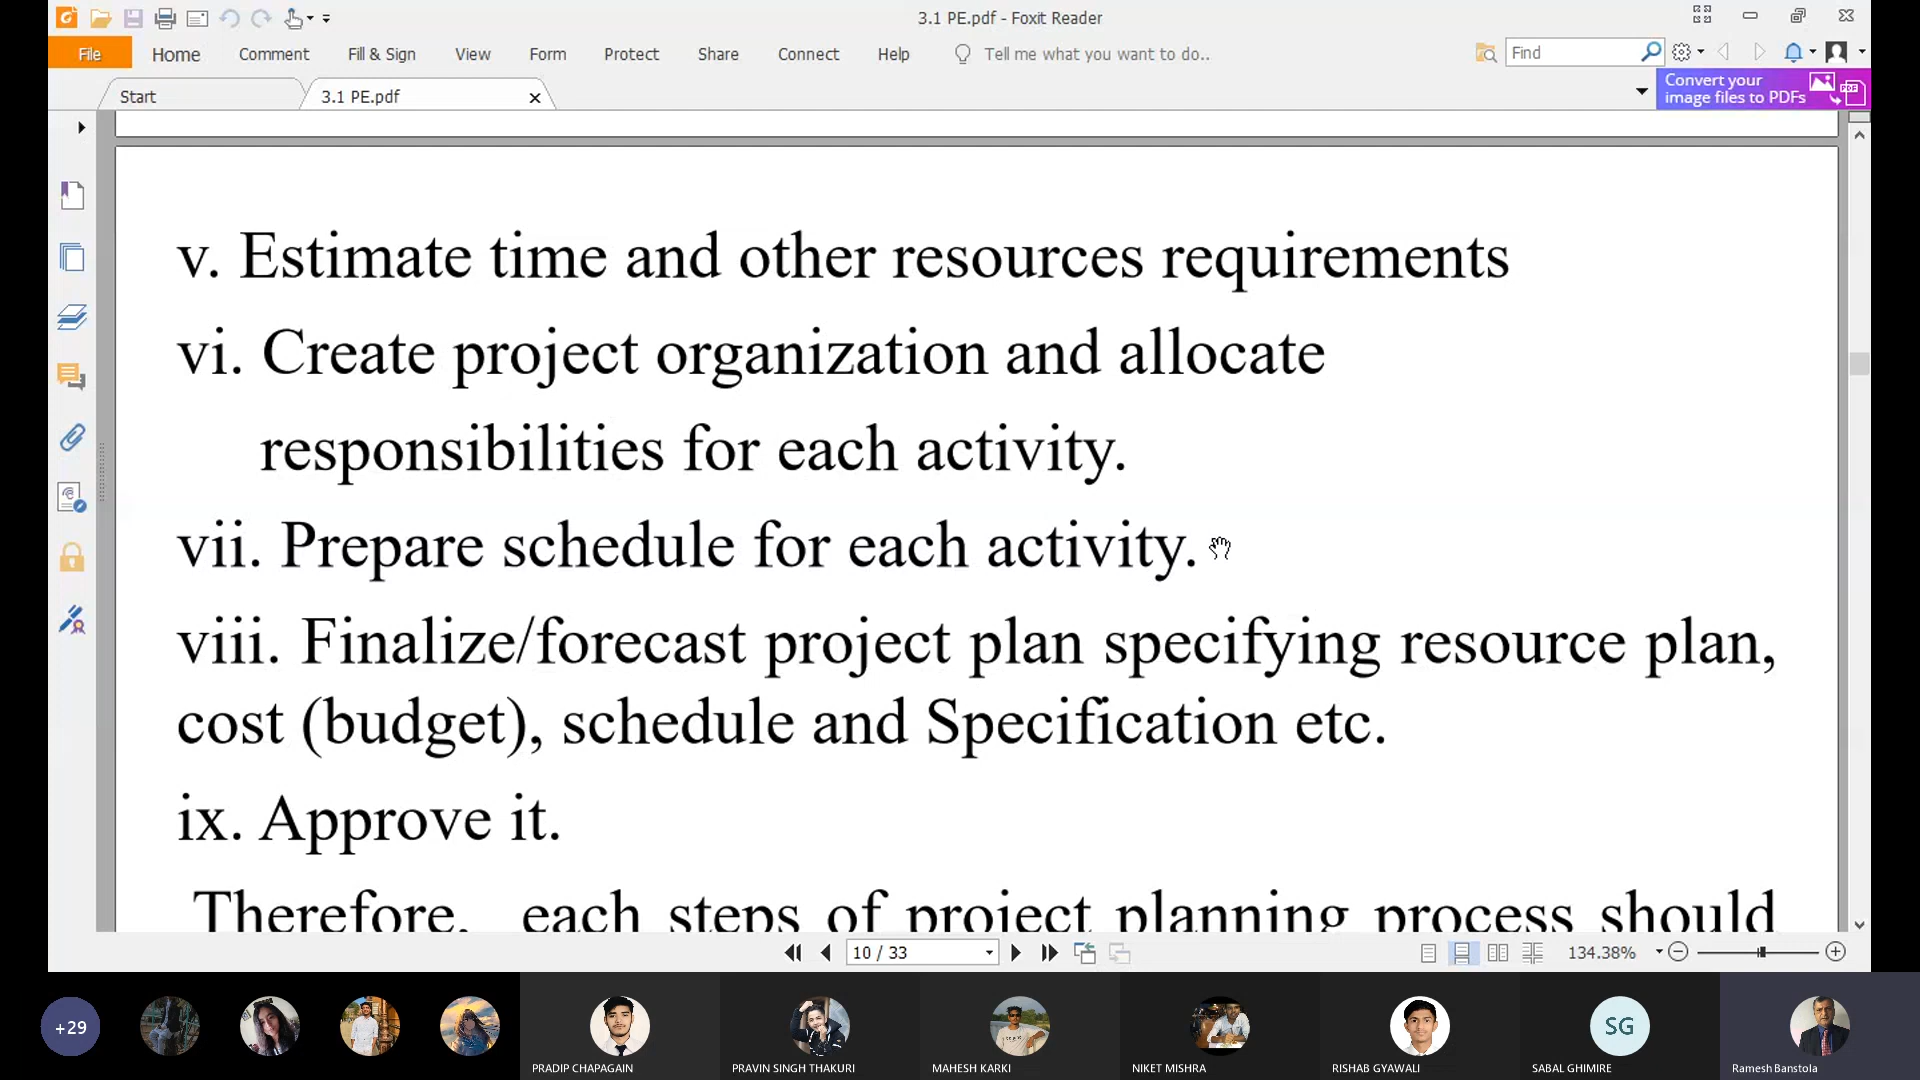 3.1 PE.pdf - Foxit Reader
File Home Comment Fill & Sign View Form Protect Share Connect Help Tell me what you want to do.. Find
Start 3.1 PE.pdf
Convert your
image files to PDFs
v. Estimate time and other resources requirements
vi. Create project organization and allocate
responsibilities for each activity.
vii. Prepare schedule for each activity.
viii. Finalize/forecast project plan specifying resource plan,
cost (budget), schedule and Specification etc.
ix. Approve it.
Therefore, each steps of project planning process should
10 / 33 134.38%
+29 SG
PRADIP CHAPAGAIN PRAVIN SINGH THAKURI MAHESH KARKI NIKET MISHRA RISHAB GYAWALI SABAL GHIMIRE Ramesh Banstola